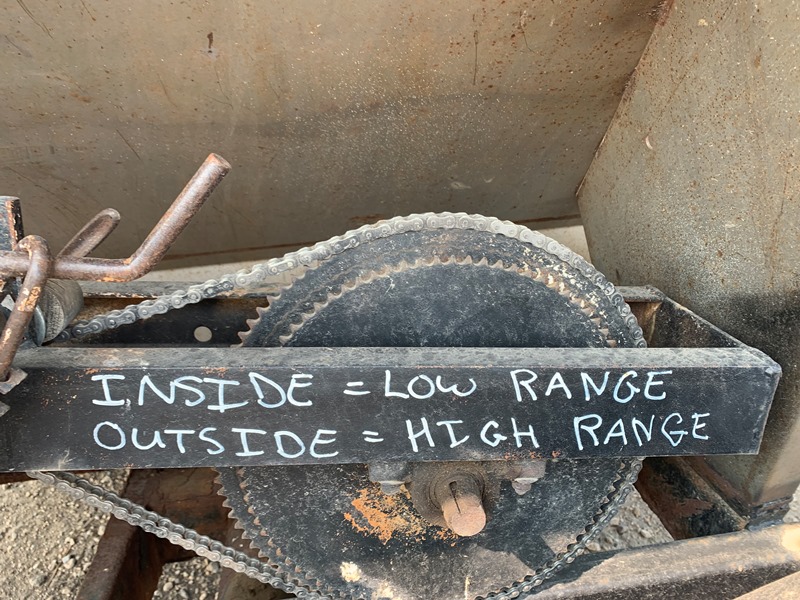 INSIDE = LOW RANGE
OUTSIDE = HIGH RANGE